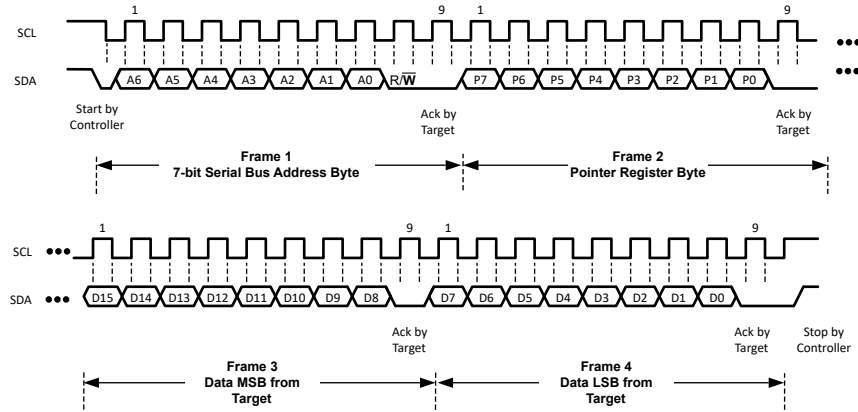 1 9 1 9
SCL
SDA A6 A5 A4 A3 A2 A1 A0 R/W̅ P7 P6 P5 P4 P3 P2 P1 P0
Start by
Controller
Ack by
Target
Ack by
Target
Frame 1
7-bit Serial Bus Address Byte
Frame 2
Pointer Register Byte
1 9 1 9
SCL
SDA D15 D14 D13 D12 D11 D10 D9 D8 D7 D6 D5 D4 D3 D2 D1 D0
Ack by
Target
Ack by
Target
Stop by
Controller
Frame 3
Data MSB from
Target
Frame 4
Data LSB from
Target